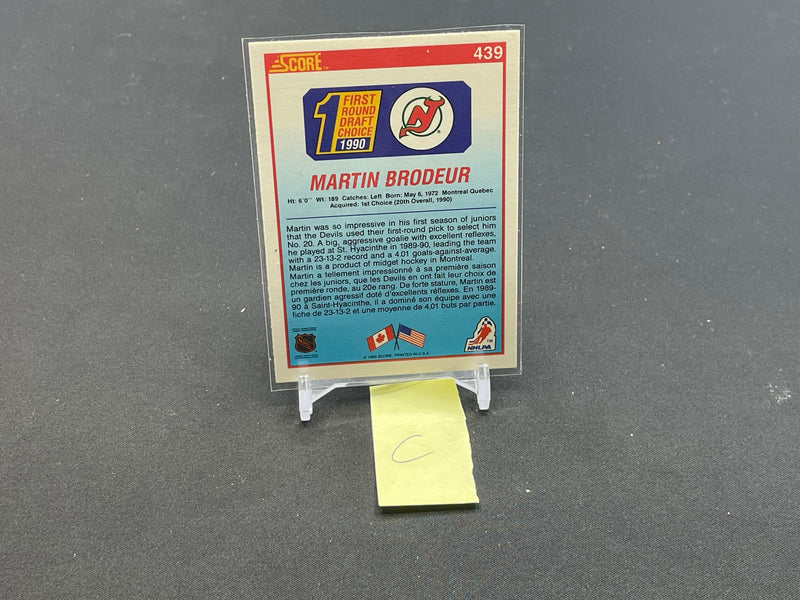 SCORE TM
439
1 FIRST
ROUND
DRAFT
CHOICE
1990
MARTIN BRODEUR
Ht: 6'0" Wt: 189 Catches: Left Born: May 6, 1972 Montreal Quebec
Acquired: 1st Choice (20th Overall, 1990)
Martin was so impressive in his first season of juniors
that the Devils used their first-round pick to select him
No. 20. A big, aggressive goalie with excellent reflexes,
he played at St. Hyacinthe in 1989-90, leading the team
with a 23-13-2 record and a 4.01 goals-against-average.
Martin is a product of midget hockey in Montreal.
Martin a tellement impressionné à sa première saison
chez les juniors, que les Devils en ont fait leur choix de
première ronde, au 20e rang. De forte stature, Martin est
un gardien agressif doté d'excellents réflexes. En 1989-
90 à Saint-Hyacinthe, il a dominé son équipe avec une
fiche de 23-13-2 et une moyenne de 4,01 buts par partie.
NHL
NHLPA TM
© 1990 SCORE, PRINTED IN U.S.A.
C